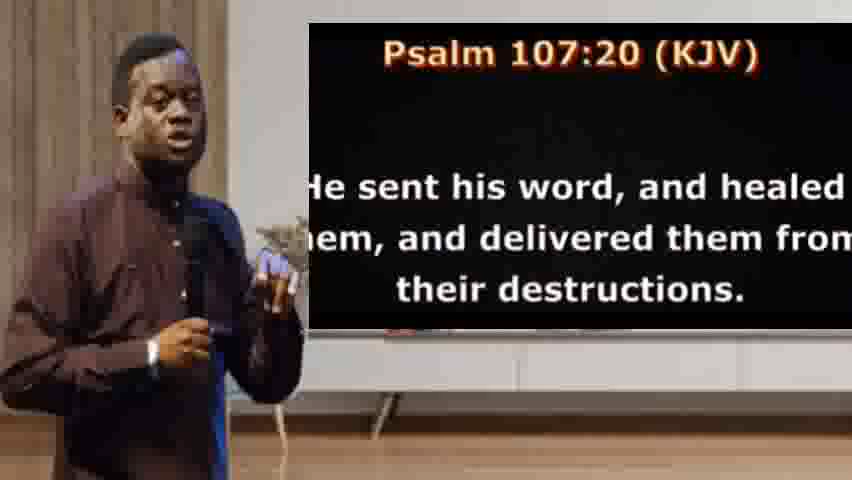 Psalm 107:20 (KJV)
He sent his word, and healed
hem, and delivered them from
their destructions.